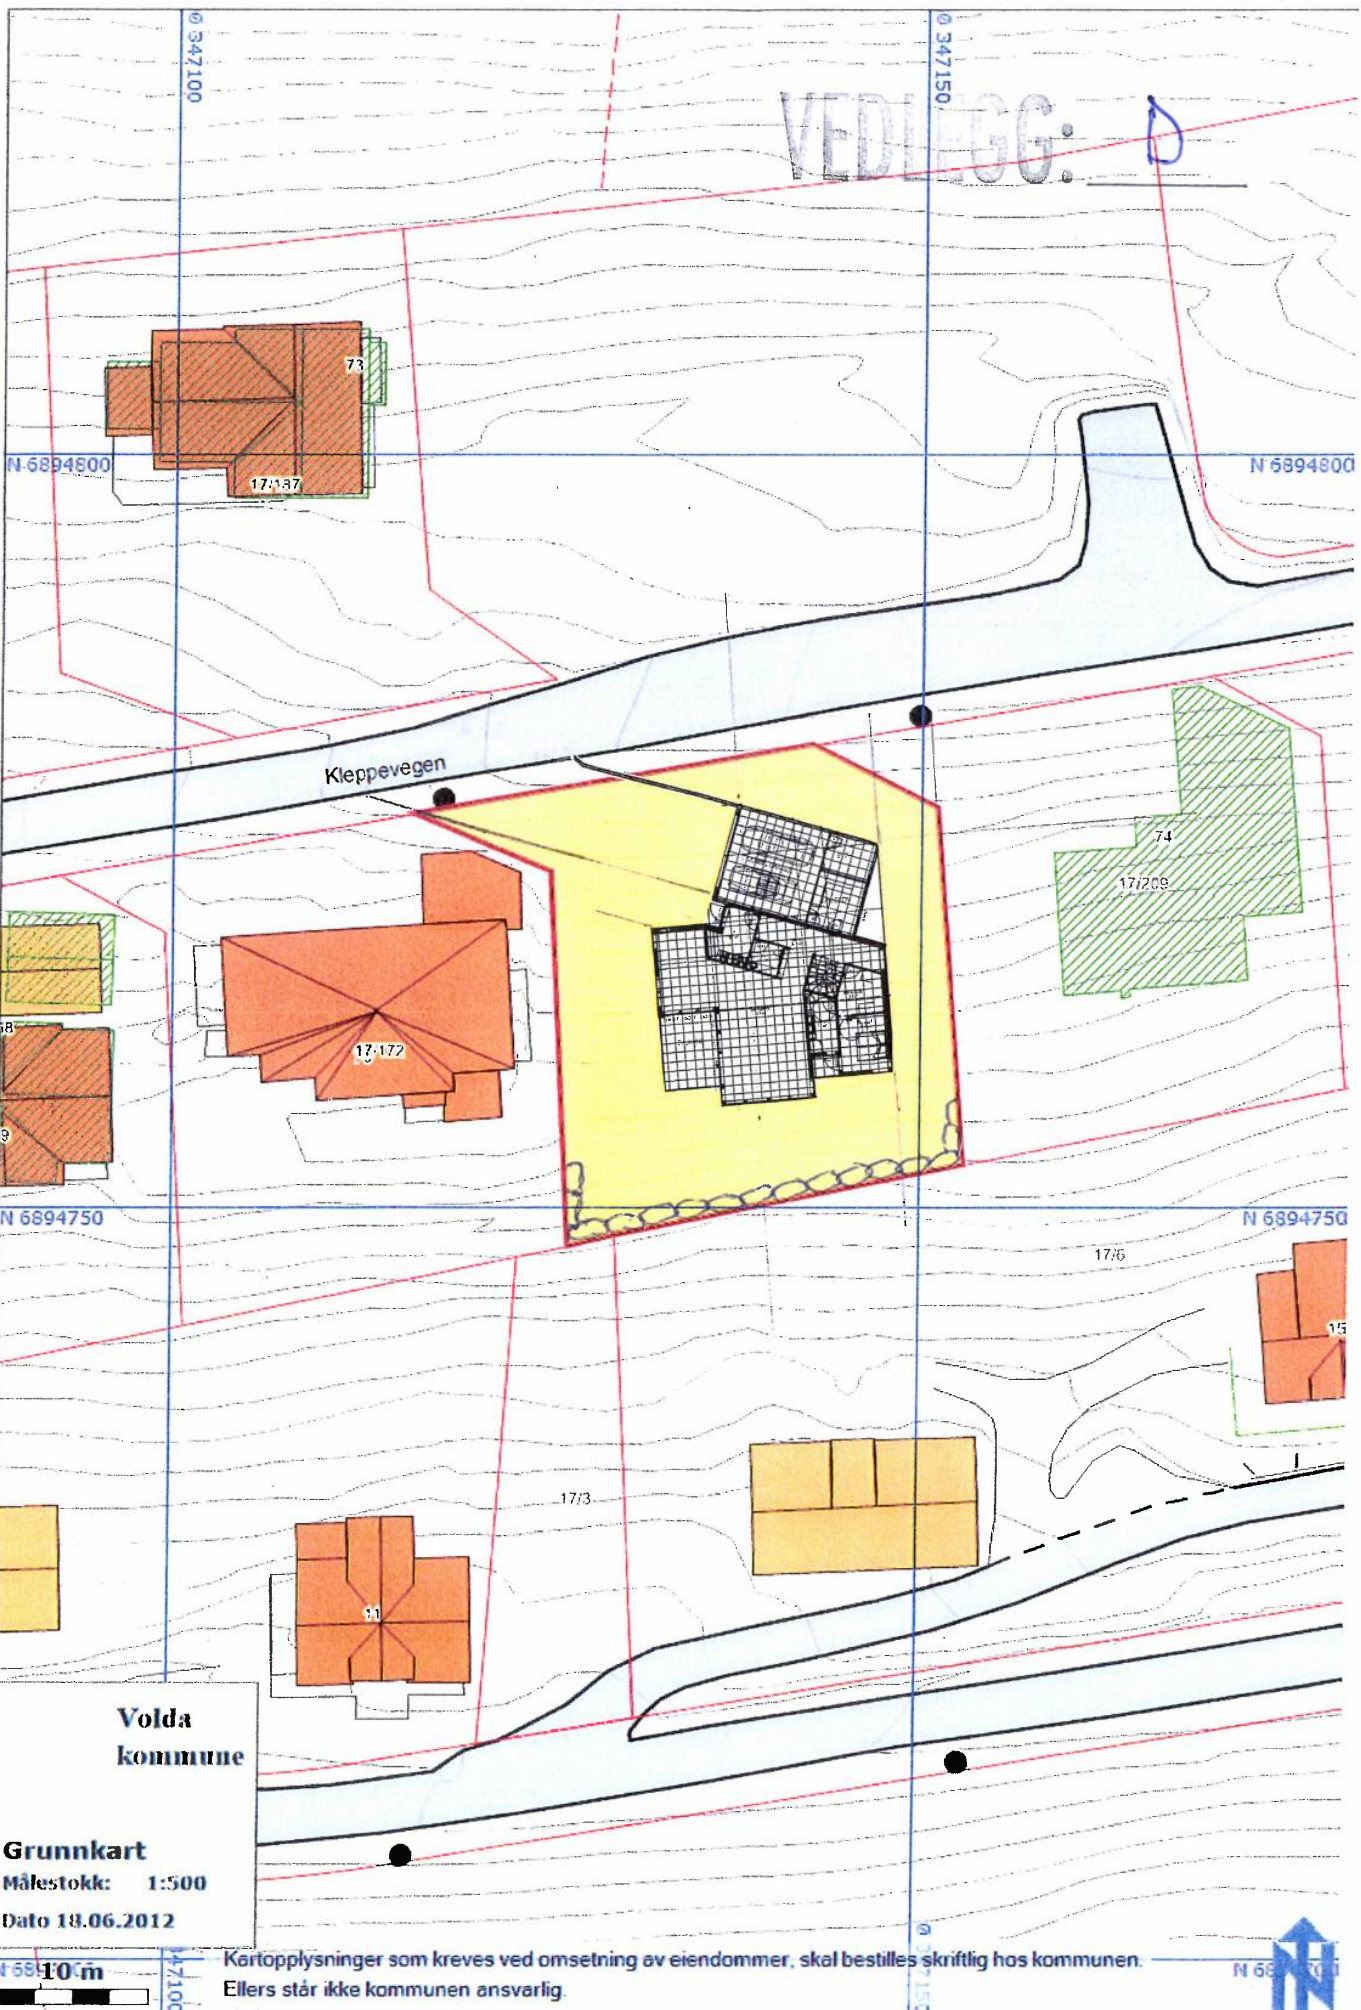 Ø 347100
Ø 347150
VEDLEGG: D
73
N 6894800
N 6894800
17/187
Kleppevegen
74
17/209
17/172
9
N 6894750
N 6894750
17/6
15
17/3
11
Volda
kommune
Grunnkart
Målestokk: 1:500
Dato 18.06.2012
10 m
Kartopplysninger som kreves ved omsetning av eiendommer, skal bestilles skriftlig hos kommunen.
Ellers står ikke kommunen ansvarlig.
N